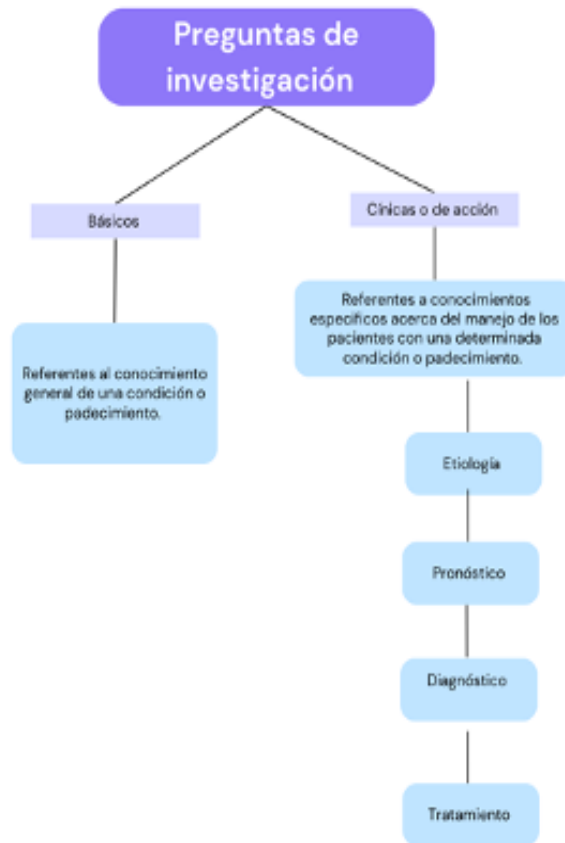 Preguntas de
investigación
Básicos
Referentes al conocimiento
general de una condición o
padecimiento.
Cínicas o de acción
Referentes a conocimientos
específicos acerca del manejo de los
pacientes con una determinada
condición o padecimiento.
Etiología
Pronóstico
Diagnóstico
Tratamiento